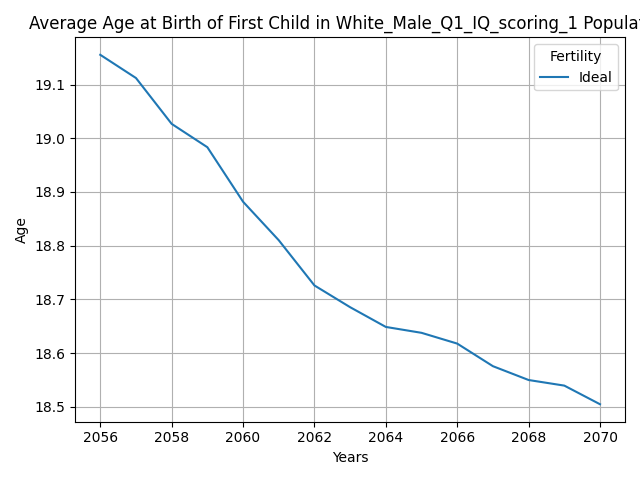 Average Age at Birth of First Child in White_Male_Q1_IQ_scoring_1 Popula
Fertility
Ideal
19.1
19.0
18.9
18.8
18.7
18.6
18.5
Age
2056 2058 2060 2062 2064 2066 2068 2070
Years